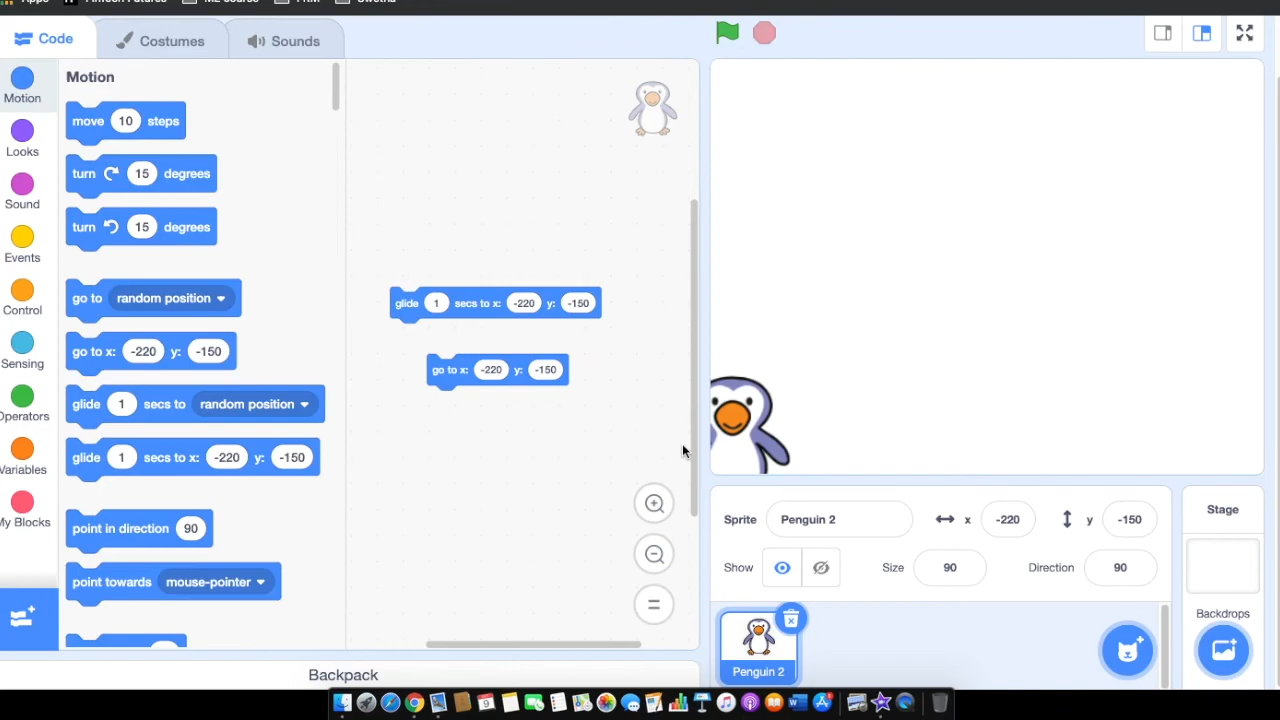 Code Costumes Sounds
Motion
Looks
Sound
Events
Control
Sensing
Operators
Variables
My Blocks
Motion
move 10 steps
turn 15 degrees
turn 15 degrees
go to random position
go to x: -220 y: -150
glide 1 secs to random position
glide 1 secs to x: -220 y: -150
point in direction 90
point towards mouse-pointer
glide 1 secs to x: -220 y: -150
go to x: -220 y: -150
Backpack
Sprite Penguin 2 x -220 y -150
Show Size 90 Direction 90
Penguin 2
Stage
Backdrops
9